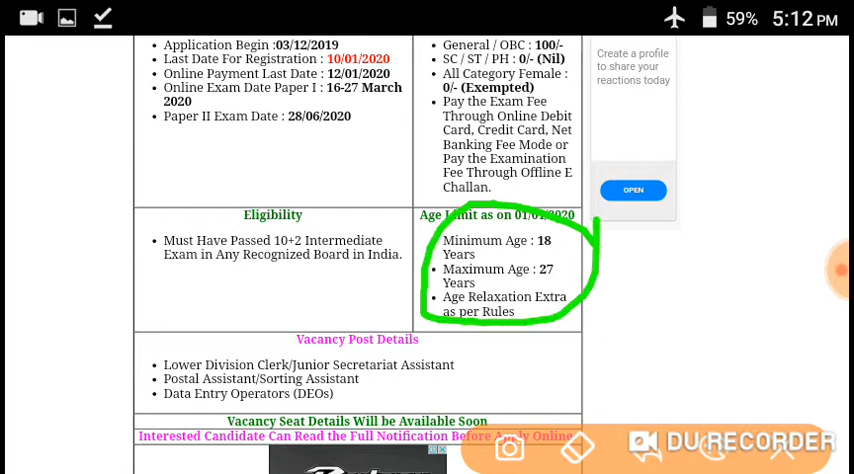 59% 5:12 PM
Application Begin :03/12/2019
Last Date For Registration : 10/01/2020
Online Payment Last Date : 12/01/2020
Online Exam Date Paper I : 16-27 March
2020
Paper II Exam Date : 28/06/2020
General / OBC : 100/-
SC / ST / PH : 0/- (Nil)
All Category Female :
0/- (Exempted)
Pay the Exam Fee
Through Online Debit
Card, Credit Card, Net
Banking Fee Mode or
Pay the Examination
Fee Through Offline E
Challan.
Create a profile
to share your
reactions today
OPEN
Eligibility
Must Have Passed 10+2 Intermediate
Exam in Any Recognized Board in India.
Age Limit as on 01/01/2020
Minimum Age : 18
Years
Maximum Age : 27
Years
Age Relaxation Extra
as per Rules
Vacancy Post Details
Lower Division Clerk/Junior Secretariat Assistant
Postal Assistant/Sorting Assistant
Data Entry Operators (DEOs)
Vacancy Seat Details Will be Available Soon
Interested Candidate Can Read the Full Notification Before Apply Online
DU RECORDER